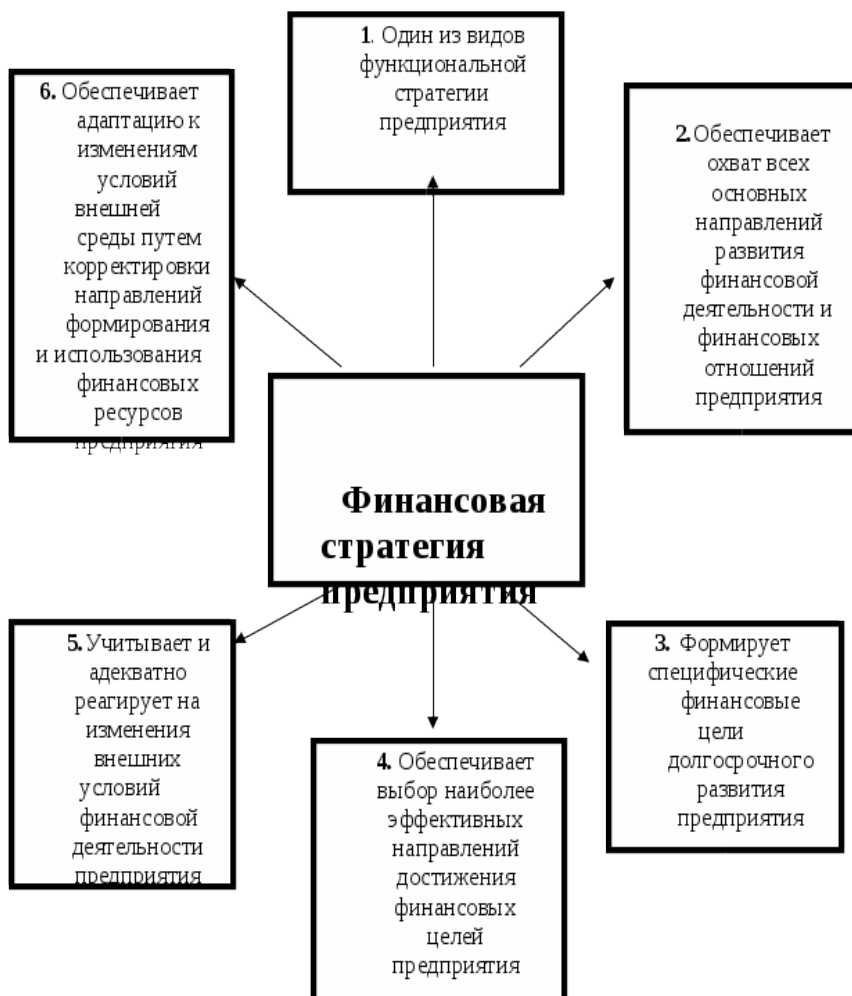 1. Один из видов
функциональной
стратегии
предприятия
2.Обеспечивает
охват всех
основных
направлений
развития
финансовой
деятельности и
финансовых
отношений
предприятия
3. Формирует
специфические
финансовые
цели
долгосрочного
развития
предприятия
4. Обеспечивает
выбор наиболее
эффективных
направлений
достижения
финансовых
целей
предприятия
5.Учитывает и
адекватно
реагирует на
изменения
внешних
условий
финансовой
деятельности
предприятия
6. Обеспечивает
адаптацию к
изменениям
условий
внешней
среды путем
корректировки
направлений
формирования
и использования
финансовых
ресурсов
предприятия
Финансовая
стратегия
предприятия